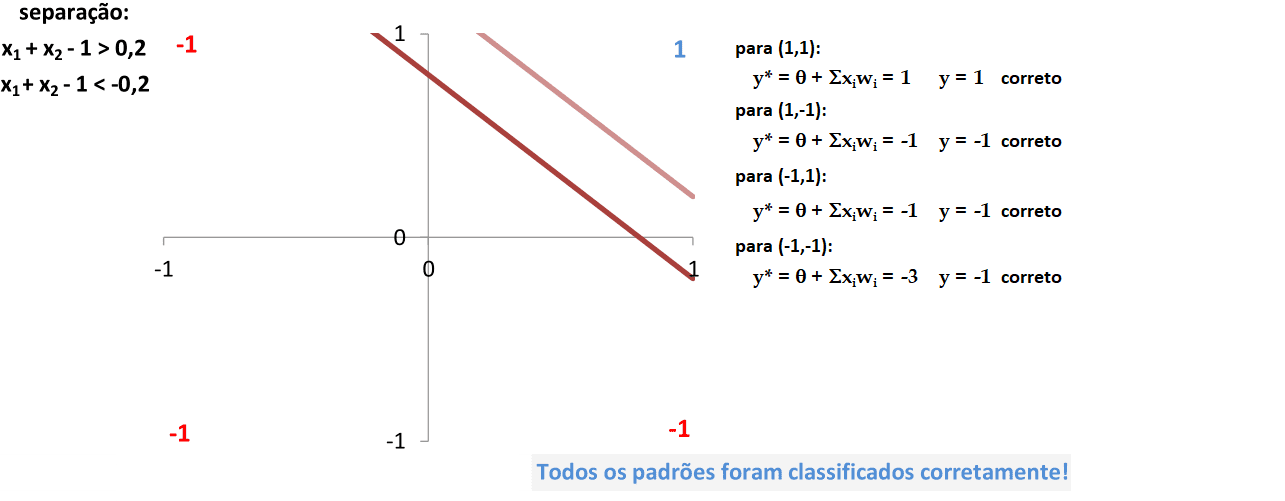 separação:
x₁ + x₂ - 1 > 0,2
x₁+ x₂ - 1 < -0,2
-1
1
1
0
-1
0
1
-1
-1
-1
para (1,1):
y* = θ + Σxᵢwᵢ = 1 y = 1 correto
para (1,-1):
y* = θ + Σxᵢwᵢ = -1 y = -1 correto
para (-1,1):
y* = θ + Σxᵢwᵢ = -1 y = -1 correto
para (-1,-1):
y* = θ + Σxᵢwᵢ = -3 y = -1 correto
Todos os padrões foram classificados corretamente!